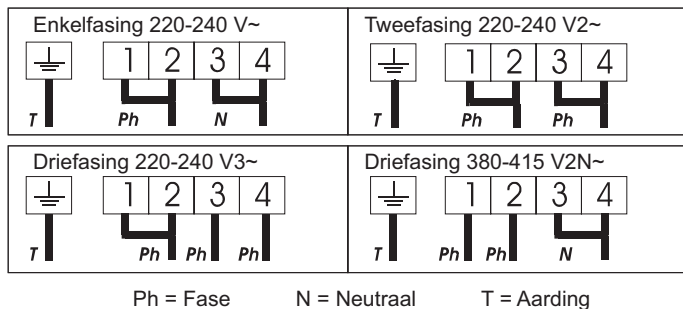 Enkelfasing 220-240 V~
1 2 3 4
T Ph N
Tweefasing 220-240 V2~
1 2 3 4
T Ph Ph
Driefasing 220-240 V3~
1 2 3 4
T Ph Ph Ph
Driefasing 380-415 V2N~
1 2 3 4
T Ph Ph N
Ph = Fase N = Neutraal T = Aarding